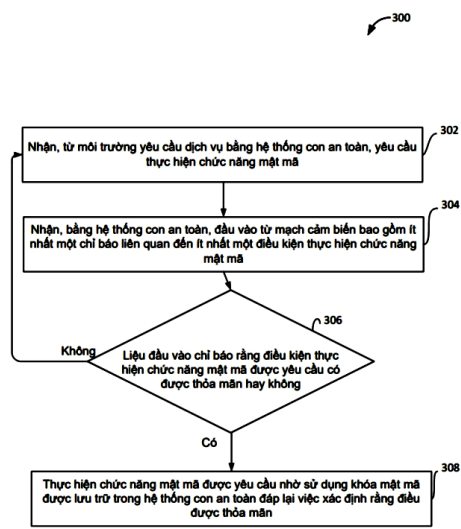 300
302
Nhận, từ môi trường yêu cầu dịch vụ bằng hệ thống con an toàn, yêu cầu
thực hiện chức năng mật mã
304
Nhận, bằng hệ thống con an toàn, đầu vào từ mạch cảm biến bao gồm ít
nhất một chỉ báo liên quan đến ít nhất một điều kiện thực hiện chức năng
mật mã
306
Không
Liệu đầu vào chỉ báo rằng điều kiện thực
hiện chức năng mật mã được yêu cầu có
được thỏa mãn hay không
Có
308
Thực hiện chức năng mật mã được yêu cầu nhờ sử dụng khóa mật mã
được lưu trữ trong hệ thống con an toàn đáp lại việc xác định rằng điều
được thỏa mãn